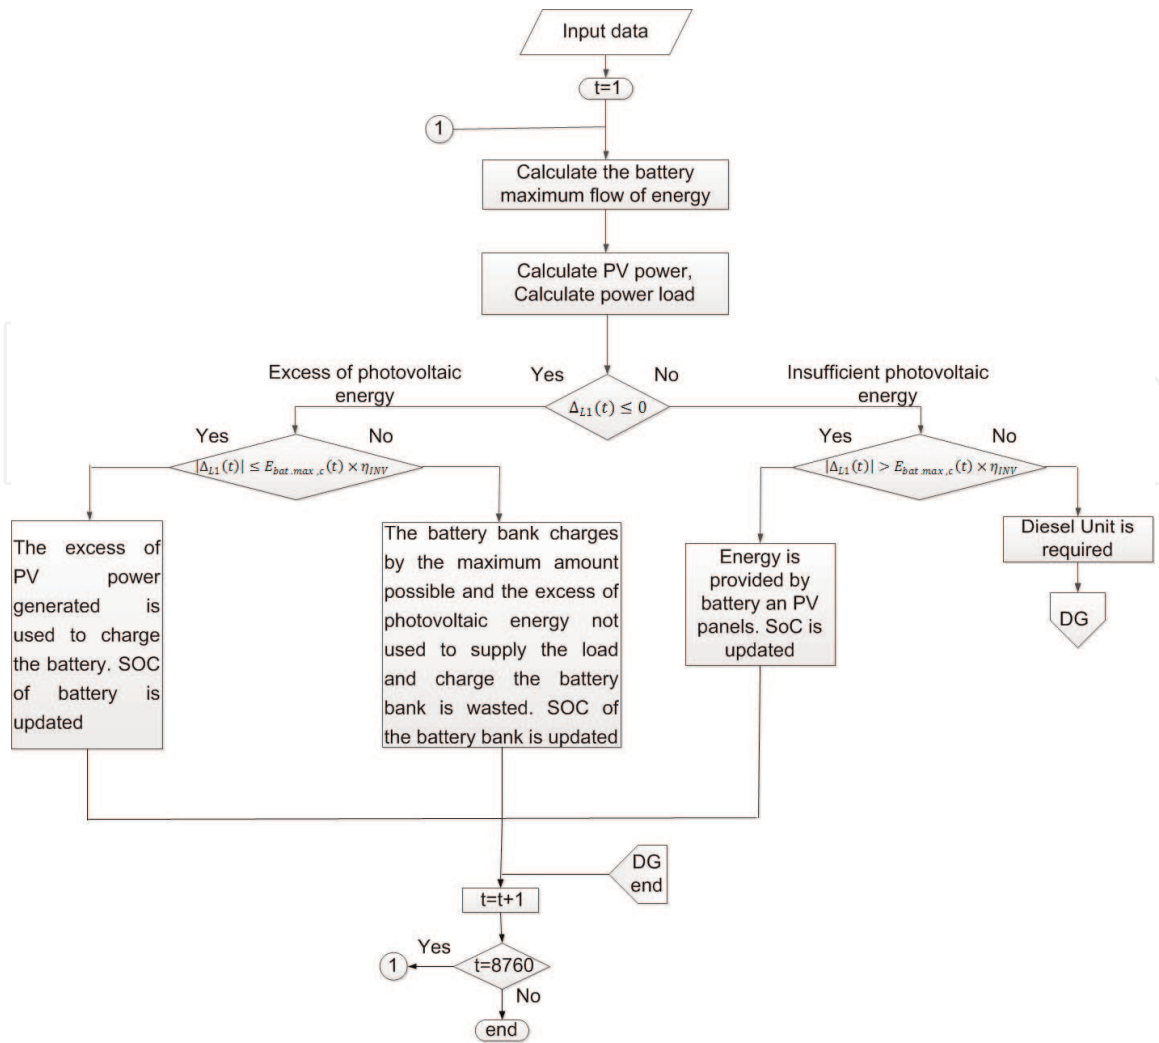 Input data
t=1
1
Calculate the battery
maximum flow of energy
Calculate PV power,
Calculate power load
Excess of photovoltaic
energy
Yes
No
Insufficient photovoltaic
energy
Δ_{L1}(t) ≤ 0
Yes
No
Yes
No
|Δ_{L1}(t)| ≤ E_{bat.max,c}(t) × η_{INV}
|Δ_{L1}(t)| > E_{bat.max,c}(t) × η_{INV}
The excess of
PV power
generated is
used to charge
the battery. SOC
of battery is
updated
The battery bank charges
by the maximum amount
possible and the excess of
photovoltaic energy not
used to supply the load
and charge the battery
bank is wasted. SOC of
the battery bank is updated
Energy is
provided by
battery an PV
panels. SoC is
updated
Diesel Unit is
required
DG
DG
end
t=t+1
Yes
1
t=8760
No
end